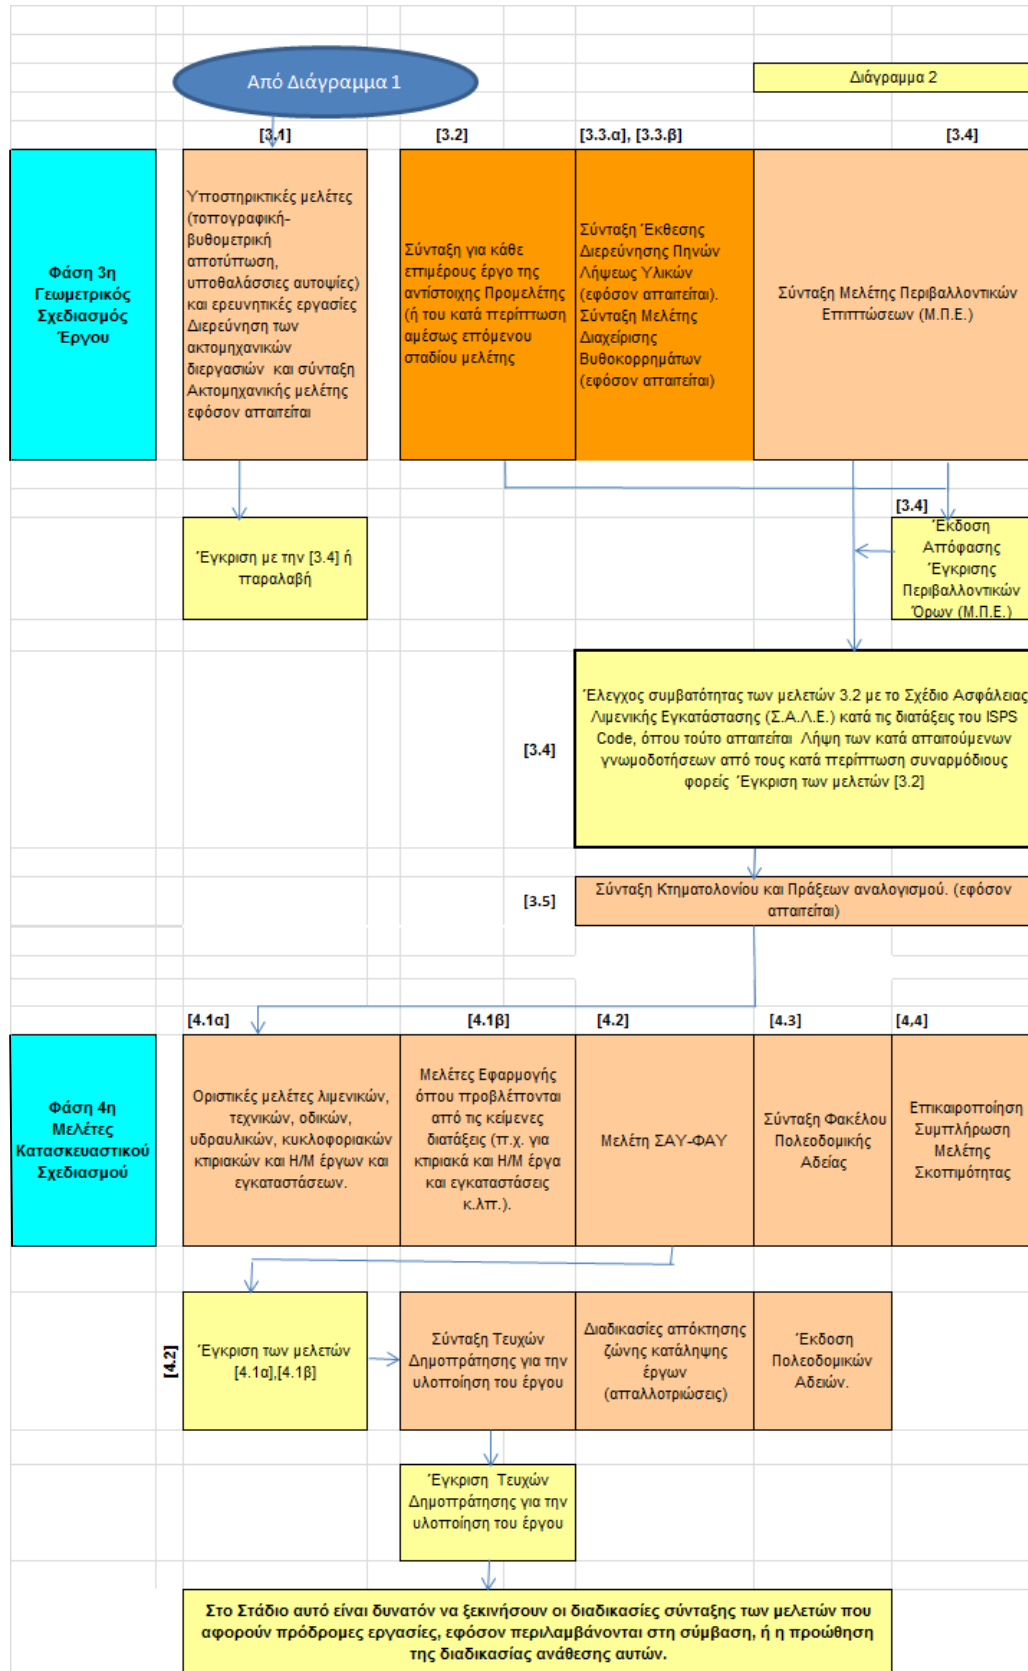 Από Διάγραμμα 1
Διάγραμμα 2
[3.1]
[3.2]
[3.3.α], [3.3.β]
[3.4]
Φάση 3η
Γεωμετρικός
Σχεδιασμός
Έργου
Υποστηρικτικές μελέτες
(τοπογραφική-
βυθομετρική
αποτύπωση,
υποθαλάσσιες αυτοψίες)
και ερευνητικές εργασίες
Διερεύνηση των
ακτομηχανικών
διεργασιών και σύνταξη
Ακτομηχανικής μελέτης
εφόσον απαιτείται
Σύνταξη για κάθε
επιμέρους έργο της
αντίστοιχης Προμελέτης
(ή του κατά περίπτωση
αμέσως επόμενου
σταδίου μελέτης
Σύνταξη Έκθεσης
Διερεύνησης Πηνών
Λήψεως Υλικών
(εφόσον απαιτείται).
Σύνταξη Μελέτης
Διαχείρισης
Βυθοκορρημάτων
(εφόσον απαιτείται)
Σύνταξη Μελέτης Περιβαλλοντικών
Επιπτώσεων (Μ.Π.Ε.)
Έγκριση με την [3.4] ή
παραλαβή
[3.4]
Έκδοση
Απόφασης
Έγκρισης
Περιβαλλοντικών
Όρων (Μ.Π.Ε.)
[3.4]
Έλεγχος συμβατότητας των μελετών 3.2 με το Σχέδιο Ασφάλειας
Λιμενικής Εγκατάστασης (Σ.Α.Λ.Ε.) κατά τις διατάξεις του ISPS
Code, όπου τούτο απαιτείται Λήψη των κατά απαιτούμενων
γνωμοδοτήσεων από τους κατά περίπτωση συναρμόδιους
φορείς Έγκριση των μελετών [3.2]
[3.5]
Σύνταξη Κτηματολονίου και Πράξεων αναλογισμού. (εφόσον
απαιτείται)
[4.1α]
[4.1β]
[4.2]
[4.3]
[4,4]
Φάση 4η
Μελέτες
Κατασκευαστικού
Σχεδιασμού
Οριστικές μελέτες λιμενικών,
τεχνικών, οδικών,
υδραυλικών, κυκλοφοριακών
κτιριακών και Η/Μ έργων και
εγκαταστάσεων.
Μελέτες Εφαρμογής
όπου προβλέπονται
από τις κείμενες
διατάξεις (π.χ. για
κτιριακά και Η/Μ έργα
και εγκαταστάσεις
κ.λπ.).
Μελέτη ΣΑΥ-ΦΑΥ
Σύνταξη Φακέλου
Πολεοδομικής
Αδείας
Επικαιροποίηση
Συμπλήρωση
Μελέτης
Σκοπιμότητας
[4.2]
Έγκριση των μελετών
[4.1α],[4.1β]
Σύνταξη Τευχών
Δημοπράτησης για την
υλοποίηση του έργου
Διαδικασίες απόκτησης
ζώνης κατάληψης
έργων
(απαλλοτριώσεις)
Έκδοση
Πολεοδομικών
Αδειών.
Έγκριση Τευχών
Δημοπράτησης για την
υλοποίηση του έργου
Στο Στάδιο αυτό είναι δυνατόν να ξεκινήσουν οι διαδικασίες σύνταξης των μελετών που
αφορούν πρόδρομες εργασίες, εφόσον περιλαμβάνονται στη σύμβαση, ή η προώθηση
της διαδικασίας ανάθεσης αυτών.